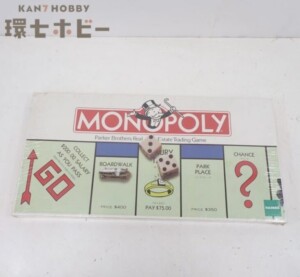 KAN7 HOBBY
環七ホビー
MONOPOLY
Parker Brothers Real Estate Trading Game
COLLECT
$200.00 SALARY
AS YOU PASS
GO
BOARDWALK
PARK
PLACE
CHANCE
?
PAY $75.00